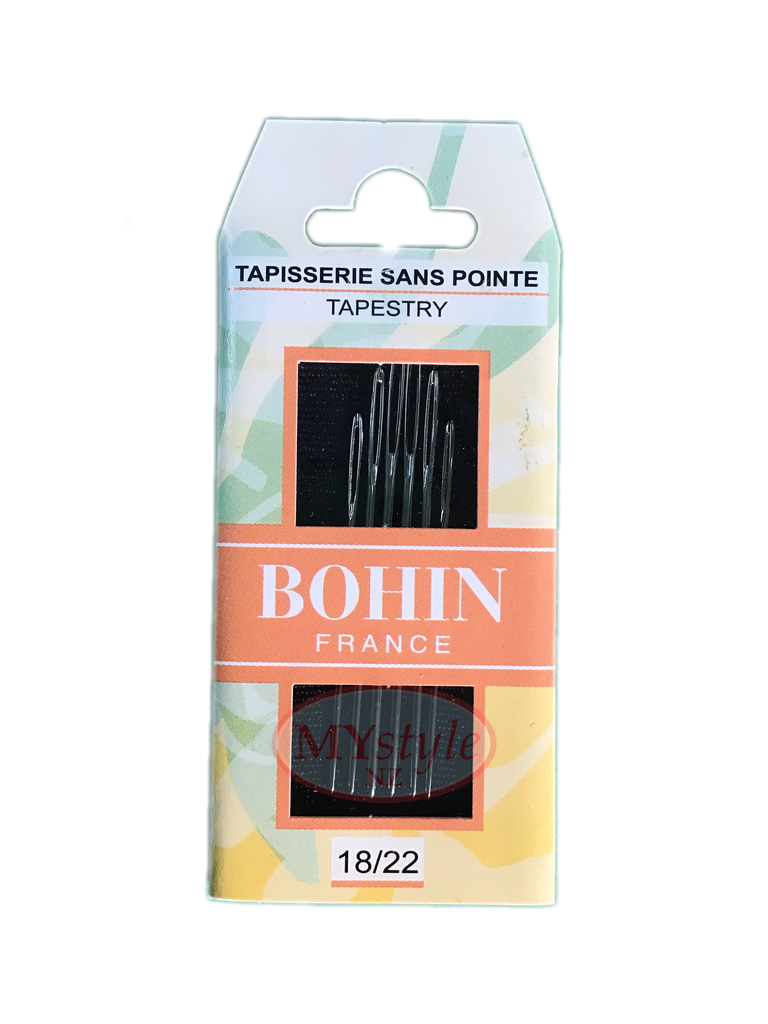 TAPISSERIE SANS POINTE
TAPESTRY
BOHIN
FRANCE
MYstyle
NZ
18/22